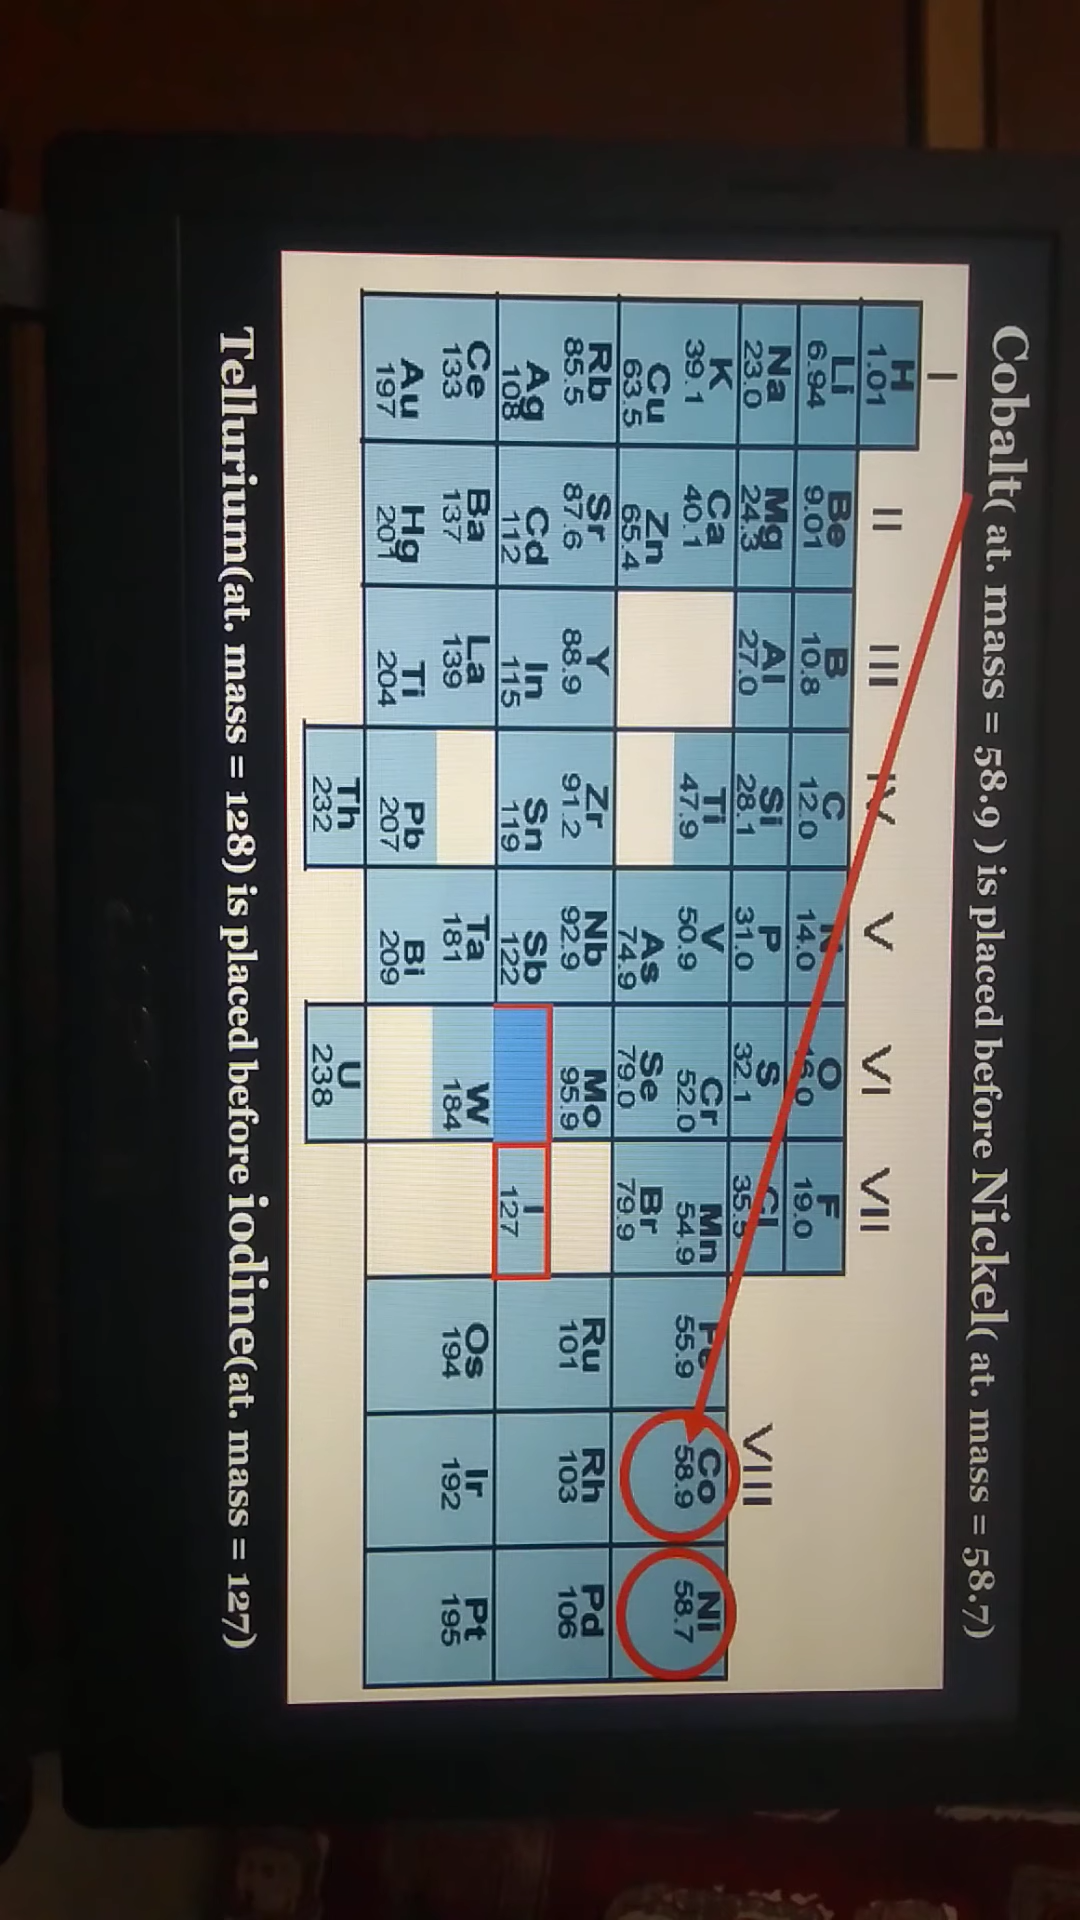 Cobalt( at. mass = 58.9 ) is placed before Nickel( at. mass = 58.7)
I II III IV V VI VII
VIII
H
1.01
Li Be B C N O F
6.94 9.01 10.8 12.0 14.0 16.0 19.0
Na Mg Al Si P S Cl
23.0 24.3 27.0 28.1 31.0 32.1 35.5
K Ca Ti V Cr Mn Fe Co Ni
39.1 40.1 47.9 50.9 52.0 54.9 55.9 58.9 58.7
Cu Zn As Se Br
63.5 65.4 74.9 79.0 79.9
Rb Sr Y Zr Nb Mo Ru Rh Pd
85.5 87.6 88.9 91.2 92.9 95.9 101 103 106
Ag Cd In Sn Sb I
108 112 115 119 122 127
Ce Ba La Ta W Os Ir Pt
133 137 139 181 184 194 192 195
Au Hg Ti Pb Bi
197 201 204 207 209
Th U
232 238
Tellurium(at. mass = 128) is placed before iodine(at. mass = 127)